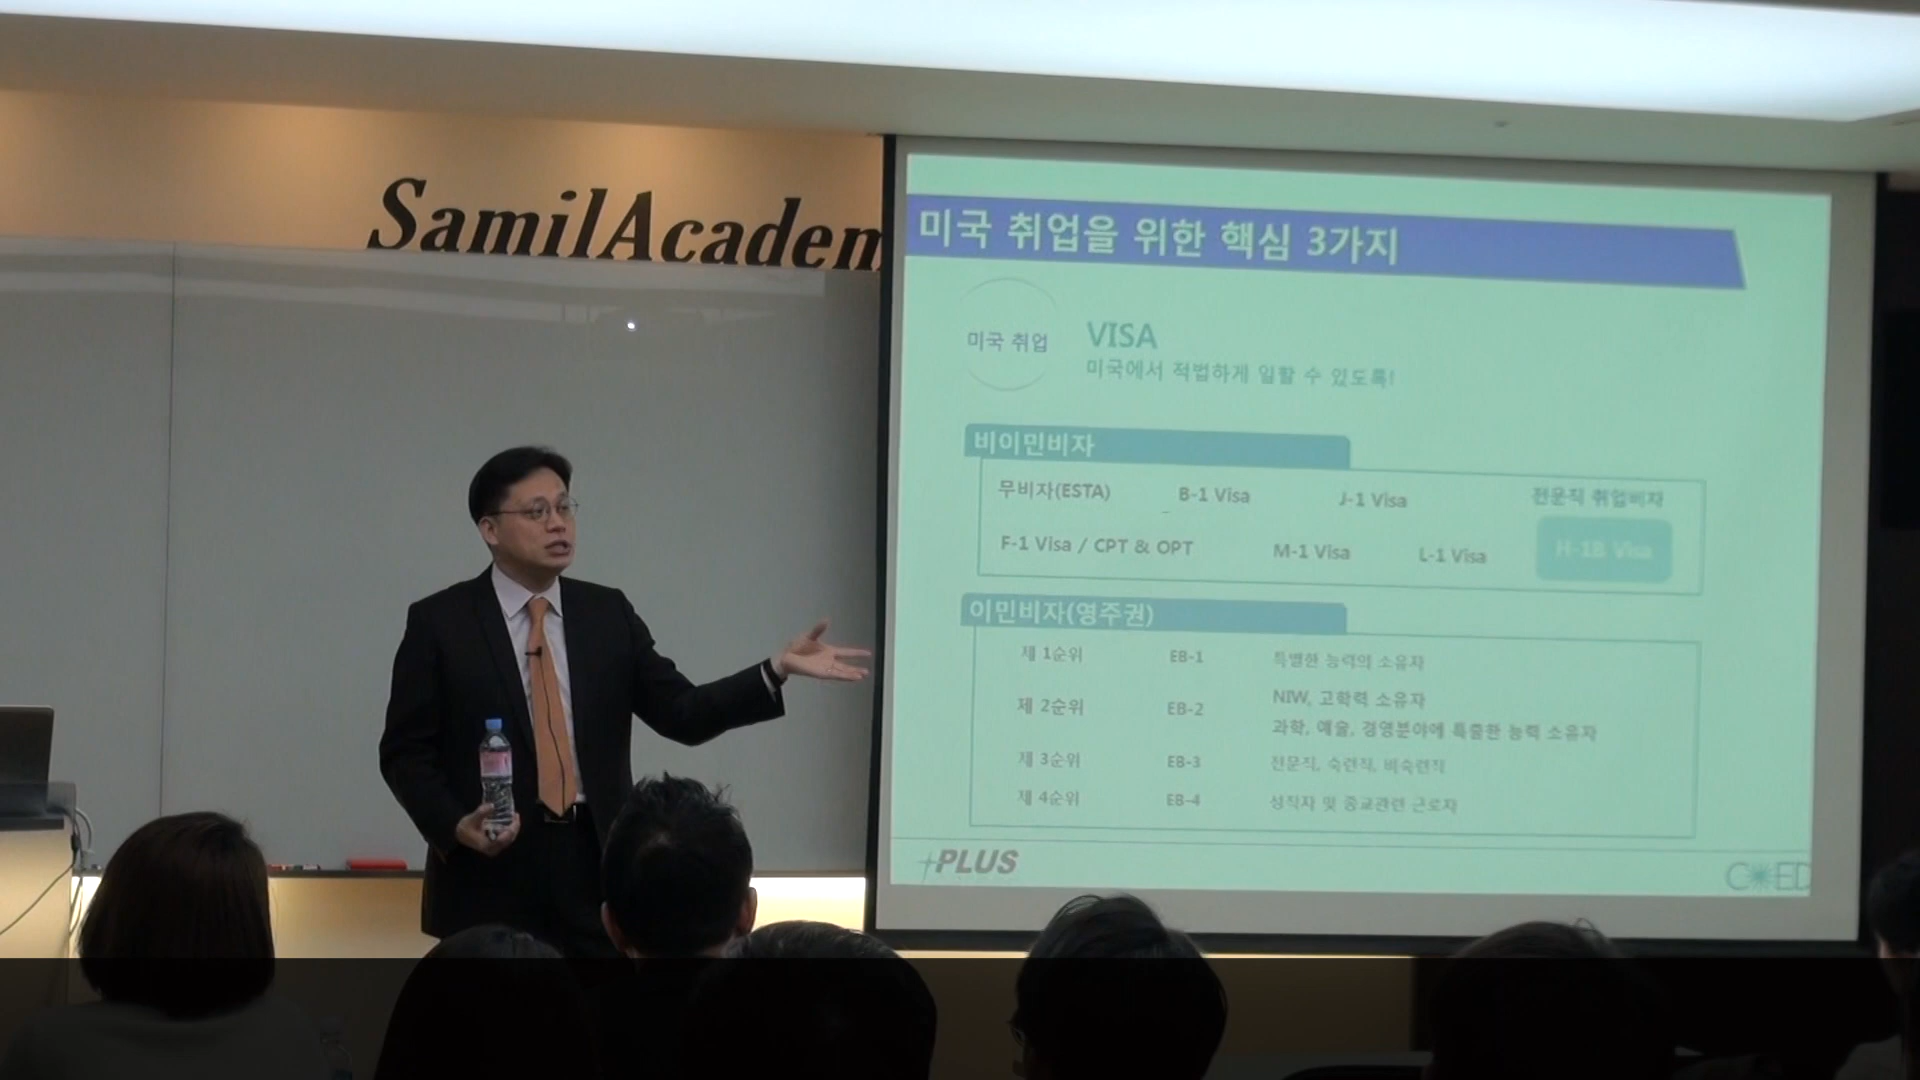 SamilAcadem
미국 취업을 위한 핵심 3가지
미국 취업
VISA
미국에서 적법하게 일할 수 있도록!
비이민비자
무비자(ESTA) B-1 Visa J-1 Visa 전문직 취업비자
F-1 Visa / CPT & OPT M-1 Visa L-1 Visa H-1B Visa
이민비자(영주권)
제 1순위 EB-1 특별한 능력의 소유자
제 2순위 EB-2 NIW, 고학력 소유자
과학, 예술, 경영분야에 특출한 능력 소유자
제 3순위 EB-3 전문직, 숙련직, 비숙련직
제 4순위 EB-4 성직자 및 종교관련 근로자
+PLUS